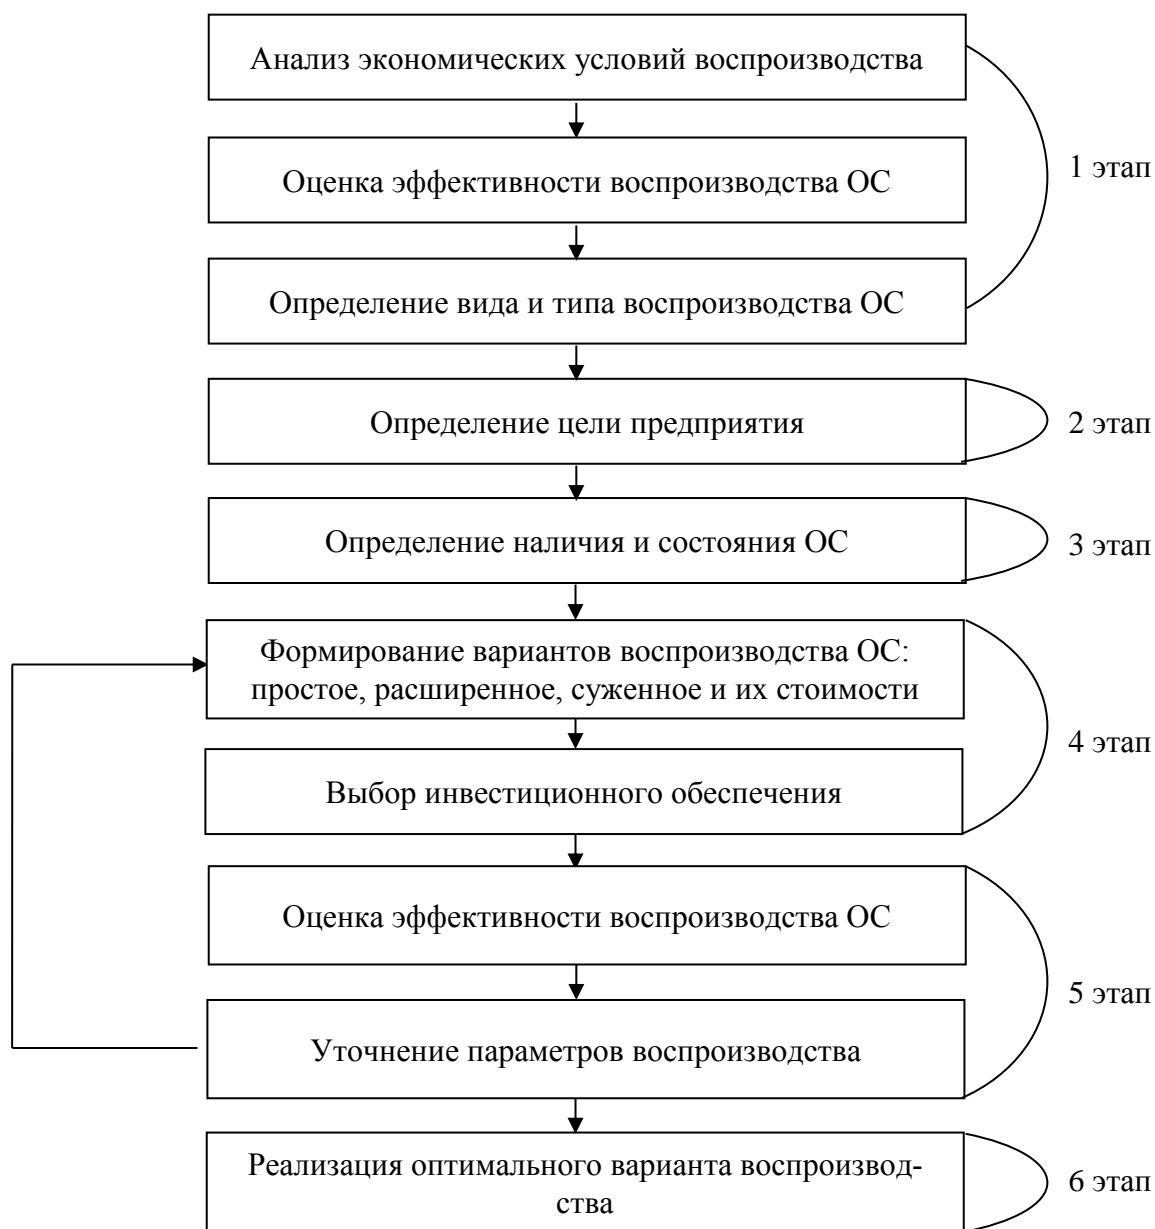 Анализ экономических условий воспроизводства
Оценка эффективности воспроизводства ОС
1 этап
Определение вида и типа воспроизводства ОС
Определение цели предприятия
2 этап
Определение наличия и состояния ОС
3 этап
Формирование вариантов воспроизводства ОС:
простое, расширенное, суженное и их стоимости
4 этап
Выбор инвестиционного обеспечения
Оценка эффективности воспроизводства ОС
5 этап
Уточнение параметров воспроизводства
Реализация оптимального варианта воспроизвод-
ства
6 этап